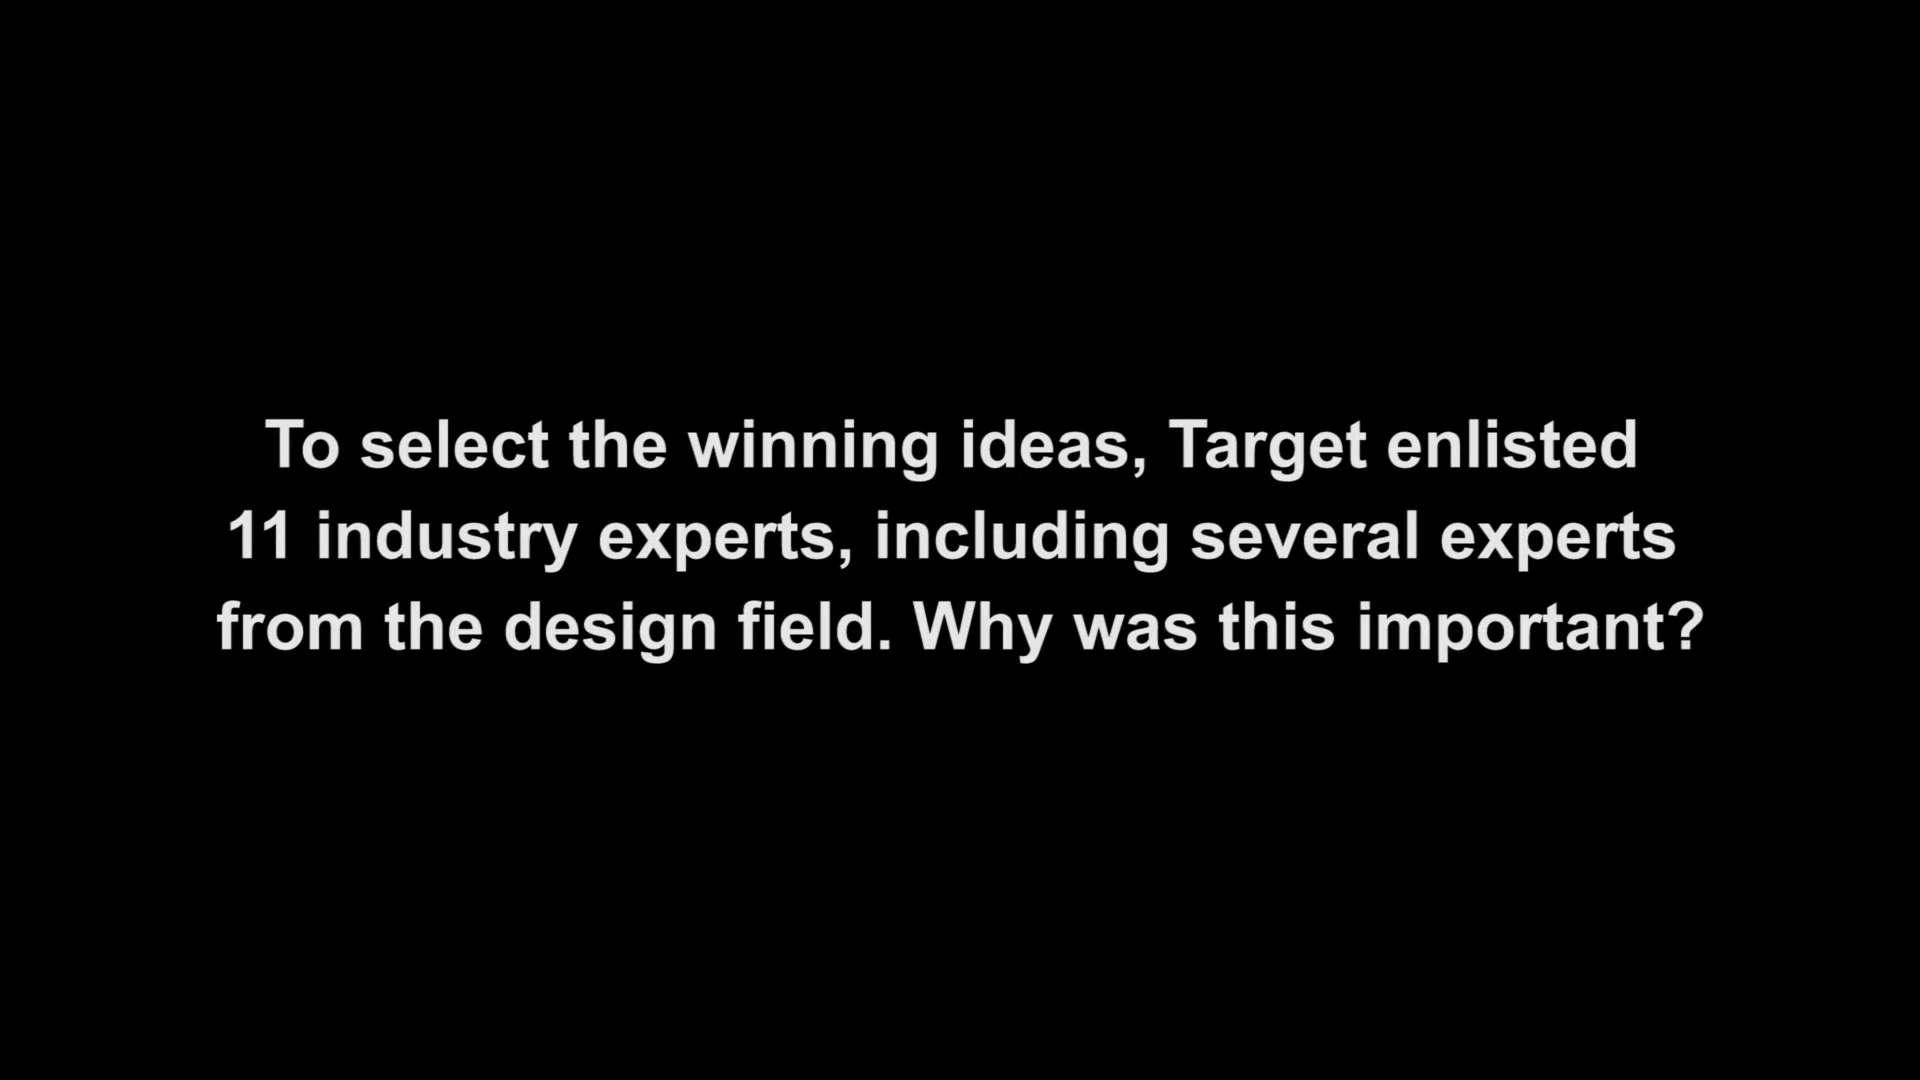 To select the winning ideas, Target enlisted
11 industry experts, including several experts
from the design field. Why was this important?